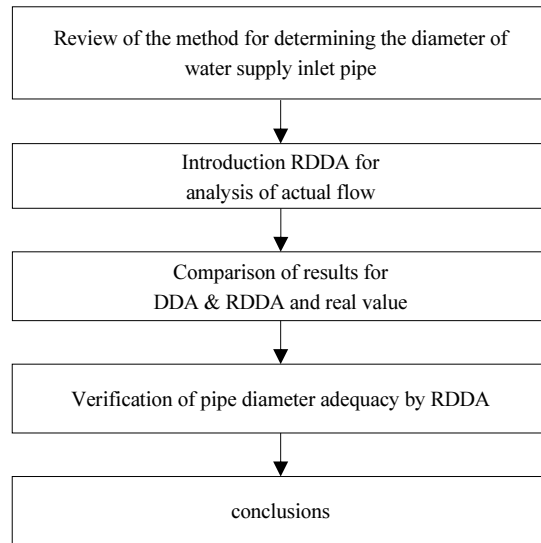 Review of the method for determining the diameter of
water supply inlet pipe
Introduction RDDA for
analysis of actual flow
Comparison of results for
DDA & RDDA and real value
Verification of pipe diameter adequacy by RDDA
conclusions